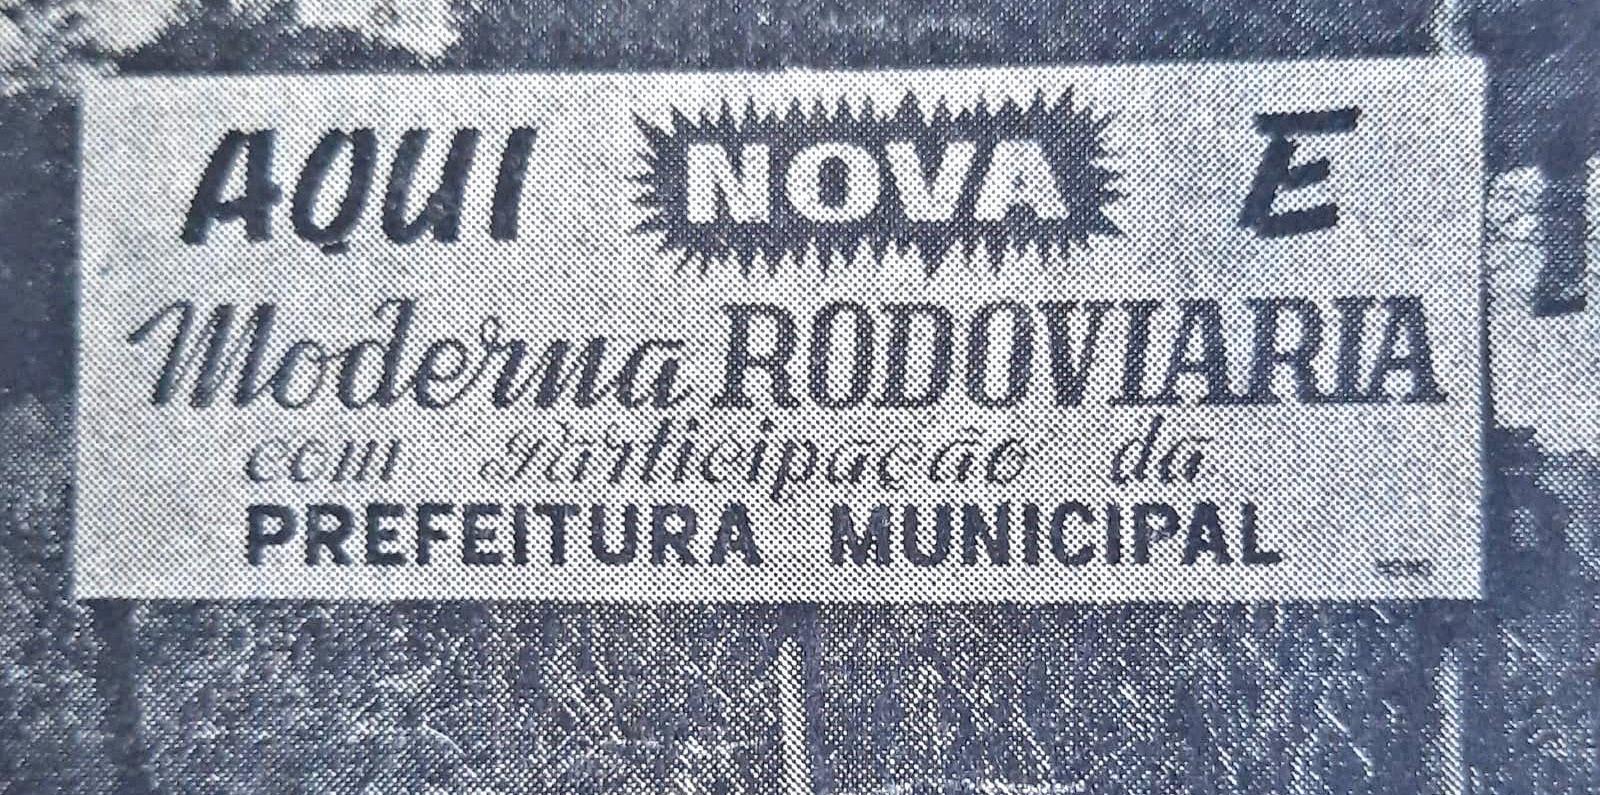 AQUI NOVA E
Moderna RODOVIARIA
com Participação da
PREFEITURA MUNICIPAL